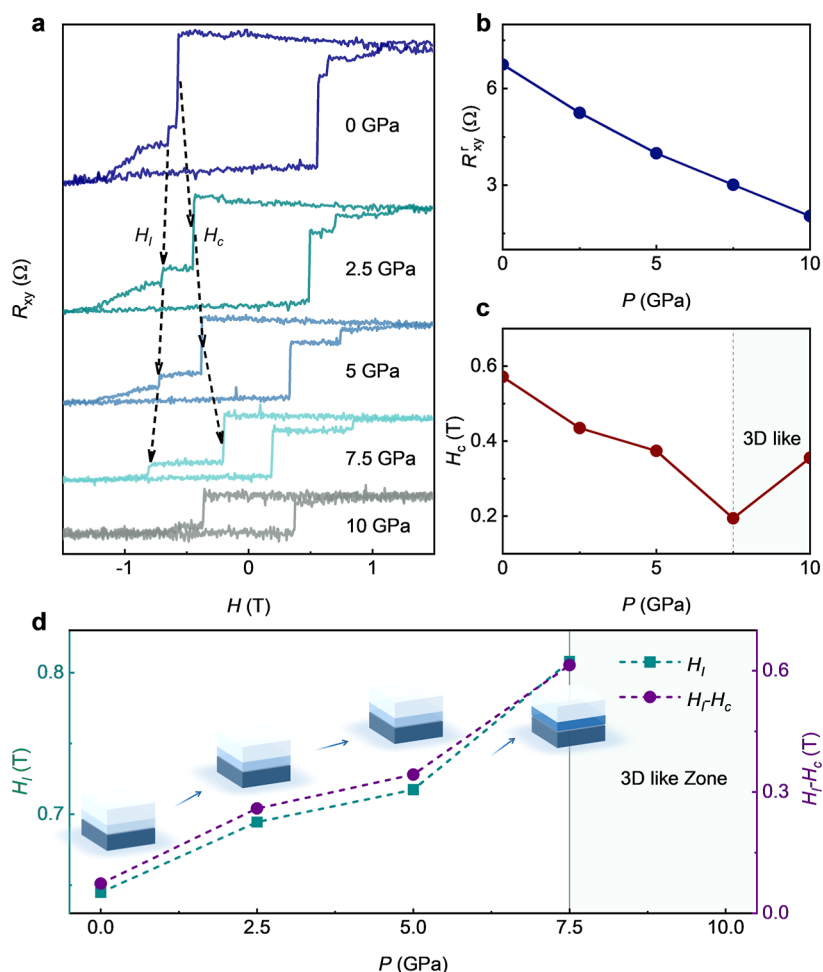 a
0 GPa
H_l
H_c
2.5 GPa
5 GPa
7.5 GPa
10 GPa
R_xy (Ω)
-1
0
1
H (T)
b
6
3
R^r_xy (Ω)
0
5
10
P (GPa)
c
0.6
0.4
0.2
H_c (T)
3D like
0
5
10
P (GPa)
d
0.8
0.7
H_l (T)
H_l
H_l-H_c
3D like Zone
0.6
0.3
0.0
H_l-H_c (T)
0.0
2.5
5.0
7.5
10.0
P (GPa)